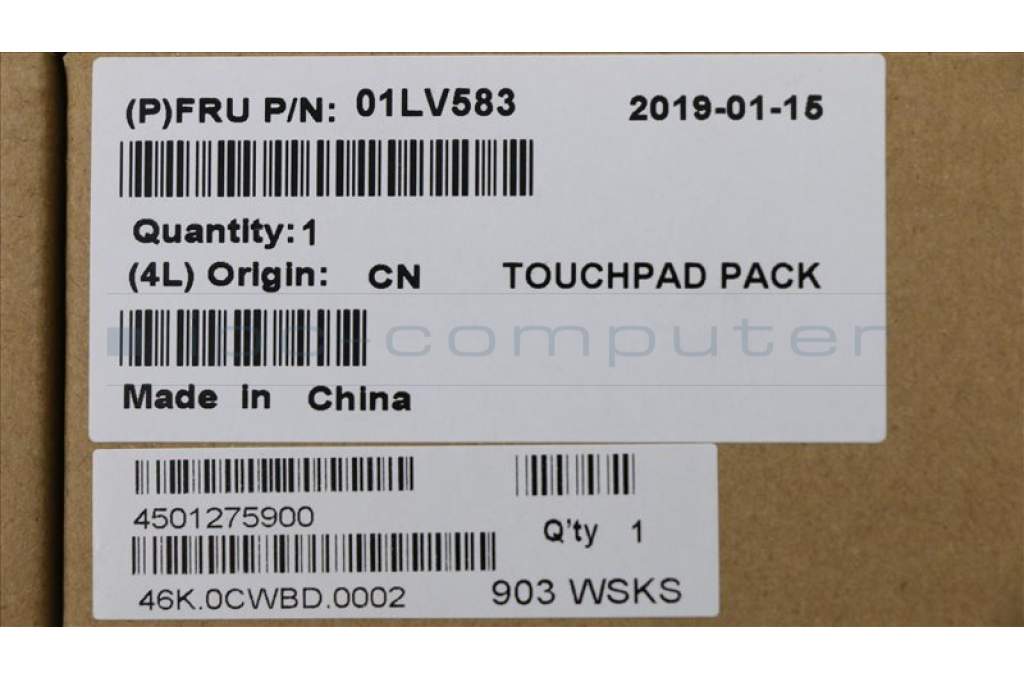 (P)FRU P/N: 01LV583 2019-01-15
Quantity: 1
(4L) Origin: CN TOUCHPAD PACK
pc-computer
Made in China
4501275900
Q'ty 1
46K.0CWBD.0002 903 WSKS